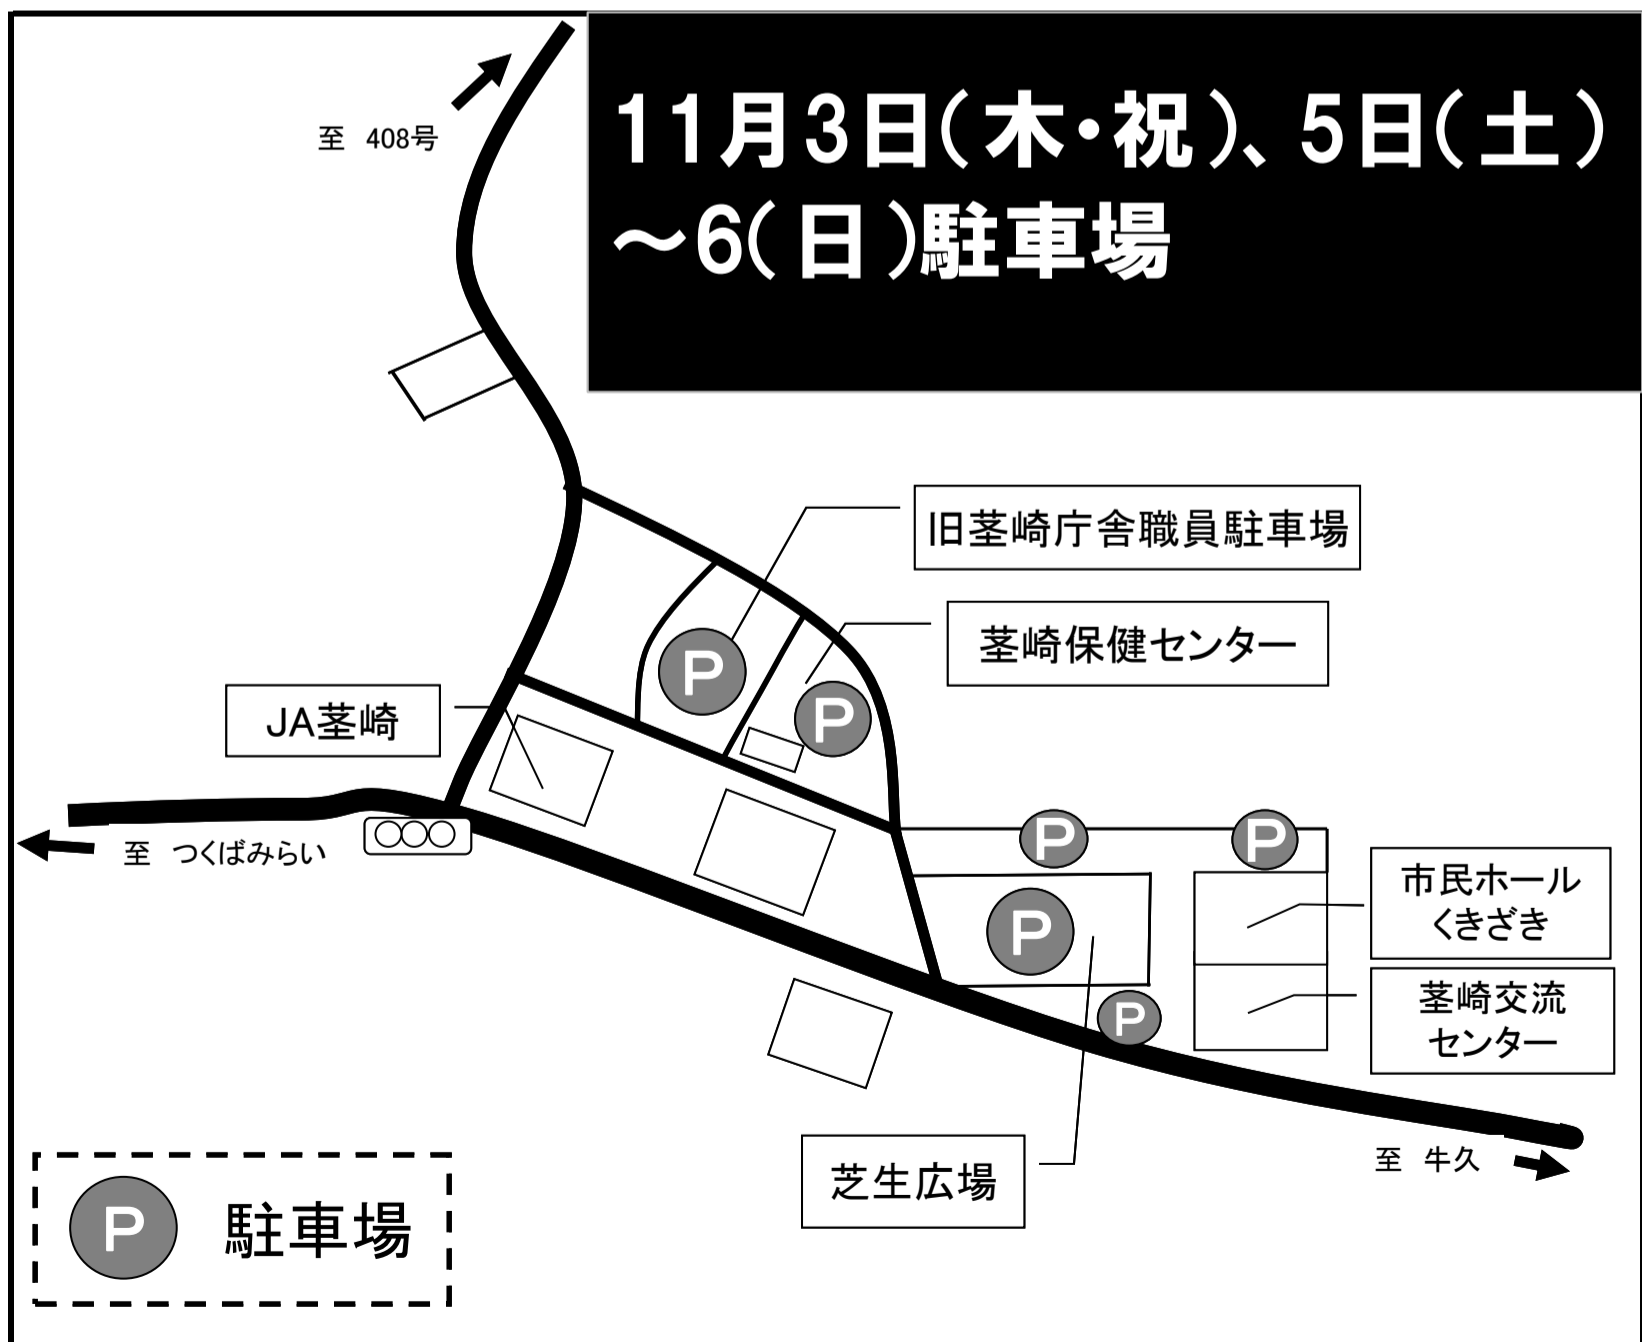 11月3日(木・祝)、5日(土)
～6(日)駐車場
至 408号
旧茎崎庁舎職員駐車場
P
茎崎保健センター
P
JA茎崎
至 つくばみらい
P
P
P
市民ホール
くきざき
P
茎崎交流
センター
芝生広場
至 牛久
P 駐車場